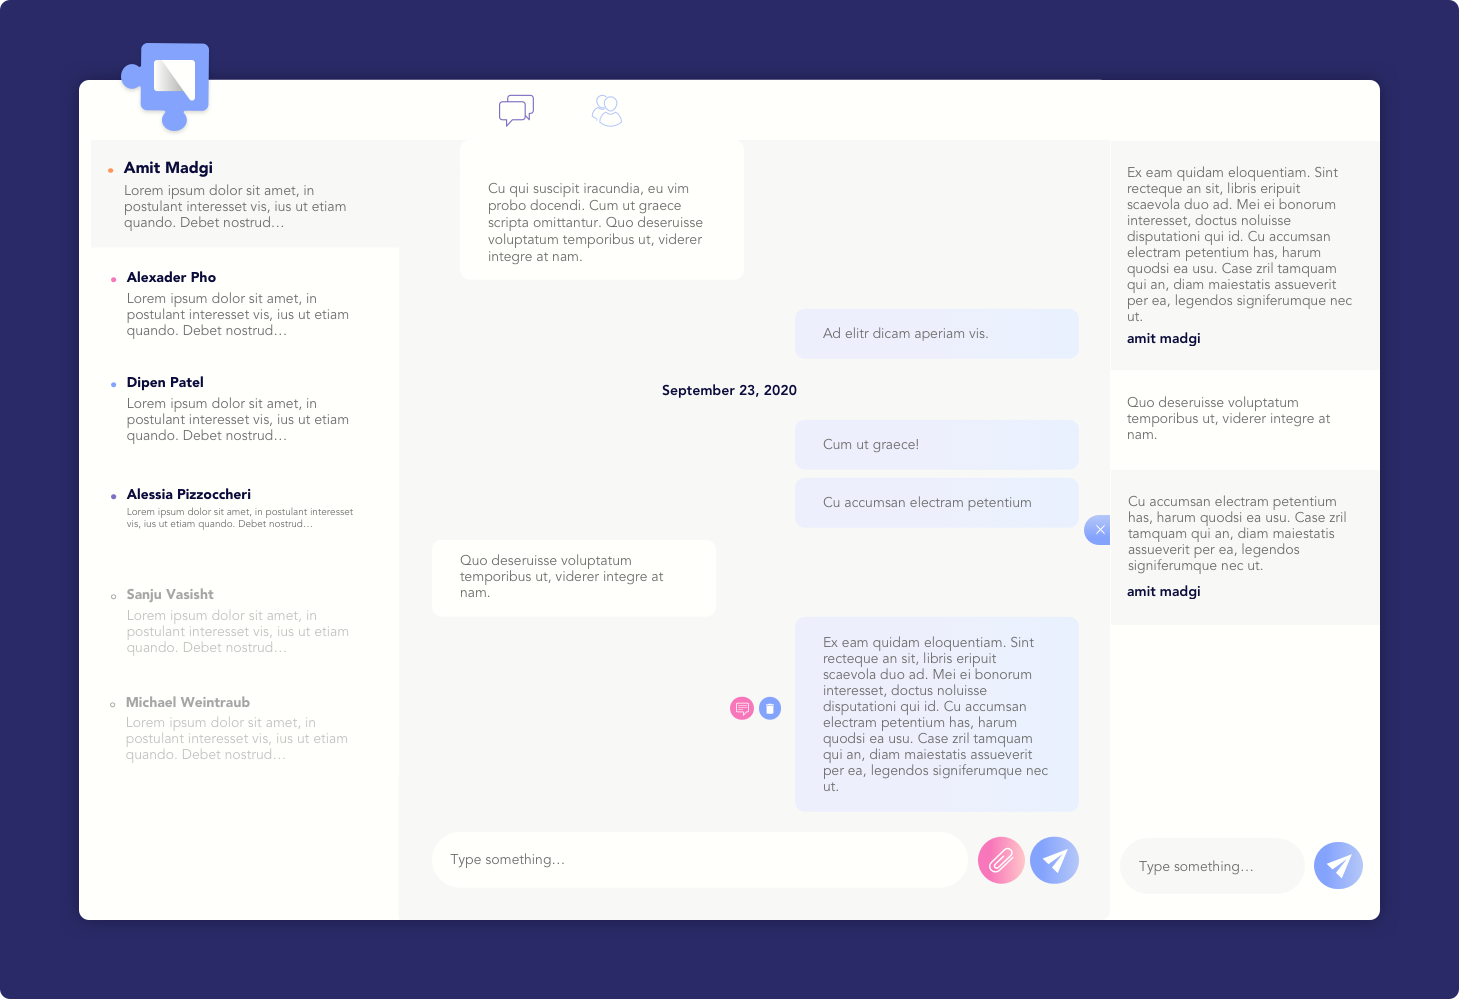 Amit Madgi
Lorem ipsum dolor sit amet, in
postulant interesset vis, ius ut etiam
quando. Debet nostrud...
Alexader Pho
Lorem ipsum dolor sit amet, in
postulant interesset vis, ius ut etiam
quando. Debet nostrud...
Dipen Patel
Lorem ipsum dolor sit amet, in
postulant interesset vis, ius ut etiam
quando. Debet nostrud...
Alessia Pizzoccheri
Lorem ipsum dolor sit amet, in postulant interesset
vis, ius ut etiam quando. Debet nostrud...
Sanju Vasisht
Lorem ipsum dolor sit amet, in
postulant interesset vis, ius ut etiam
quando. Debet nostrud...
Michael Weintraub
Lorem ipsum dolor sit amet, in
postulant interesset vis, ius ut etiam
quando. Debet nostrud...
Cu qui suscipit iracundia, eu vim
probo docendi. Cum ut graece
scripta omittantur. Quo deseruisse
voluptatum temporibus ut, viderer
integre at nam.
Ad elitr dicam aperiam vis.
September 23, 2020
Cum ut graece!
Cu accumsan electram petentium
Quo deseruisse voluptatum
temporibus ut, viderer integre at
nam.
Ex eam quidam eloquentiam. Sint
recteque an sit, libris eripuit
scaevola duo ad. Mei ei bonorum
interesset, doctus noluisse
disputationi qui id. Cu accumsan
electram petentium has, harum
quodsi ea usu. Case zril tamquam
qui an, diam maiestatis assueverit
per ea, legendos signiferumque nec
ut.
Type something...
Ex eam quidam eloquentiam. Sint
recteque an sit, libris eripuit
scaevola duo ad. Mei ei bonorum
interesset, doctus noluisse
disputationi qui id. Cu accumsan
electram petentium has, harum
quodsi ea usu. Case zril tamquam
qui an, diam maiestatis assueverit
per ea, legendos signiferumque nec
ut.
amit madgi
Quo deseruisse voluptatum
temporibus ut, viderer integre at
nam.
Cu accumsan electram petentium
has, harum quodsi ea usu. Case zril
tamquam qui an, diam maiestatis
assueverit per ea, legendos
signiferumque nec ut.
amit madgi
Type something...